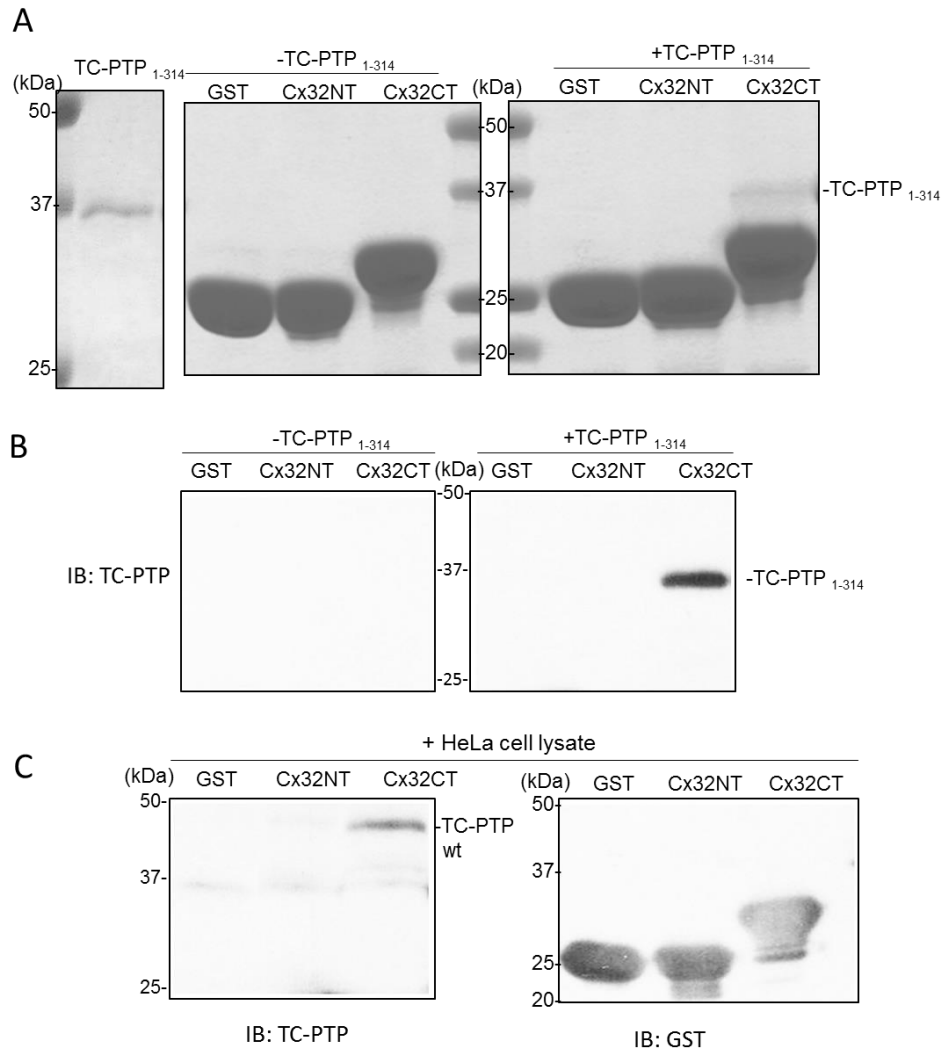 A
TC-PTP 1-314
-TC-PTP 1-314
+TC-PTP 1-314
(kDa)
GST Cx32NT Cx32CT
(kDa)
GST Cx32NT Cx32CT
50-
37-
25-
-50-
-37-
-25-
-20-
-TC-PTP 1-314
B
-TC-PTP 1-314
+TC-PTP 1-314
GST Cx32NT Cx32CT (kDa) GST Cx32NT Cx32CT
-50-
-37-
-25-
IB: TC-PTP
-TC-PTP 1-314
+ HeLa cell lysate
C
(kDa) GST Cx32NT Cx32CT
50-
37-
25-
-TC-PTP
wt
IB: TC-PTP
(kDa) GST Cx32NT Cx32CT
50-
37-
25-
20-
IB: GST